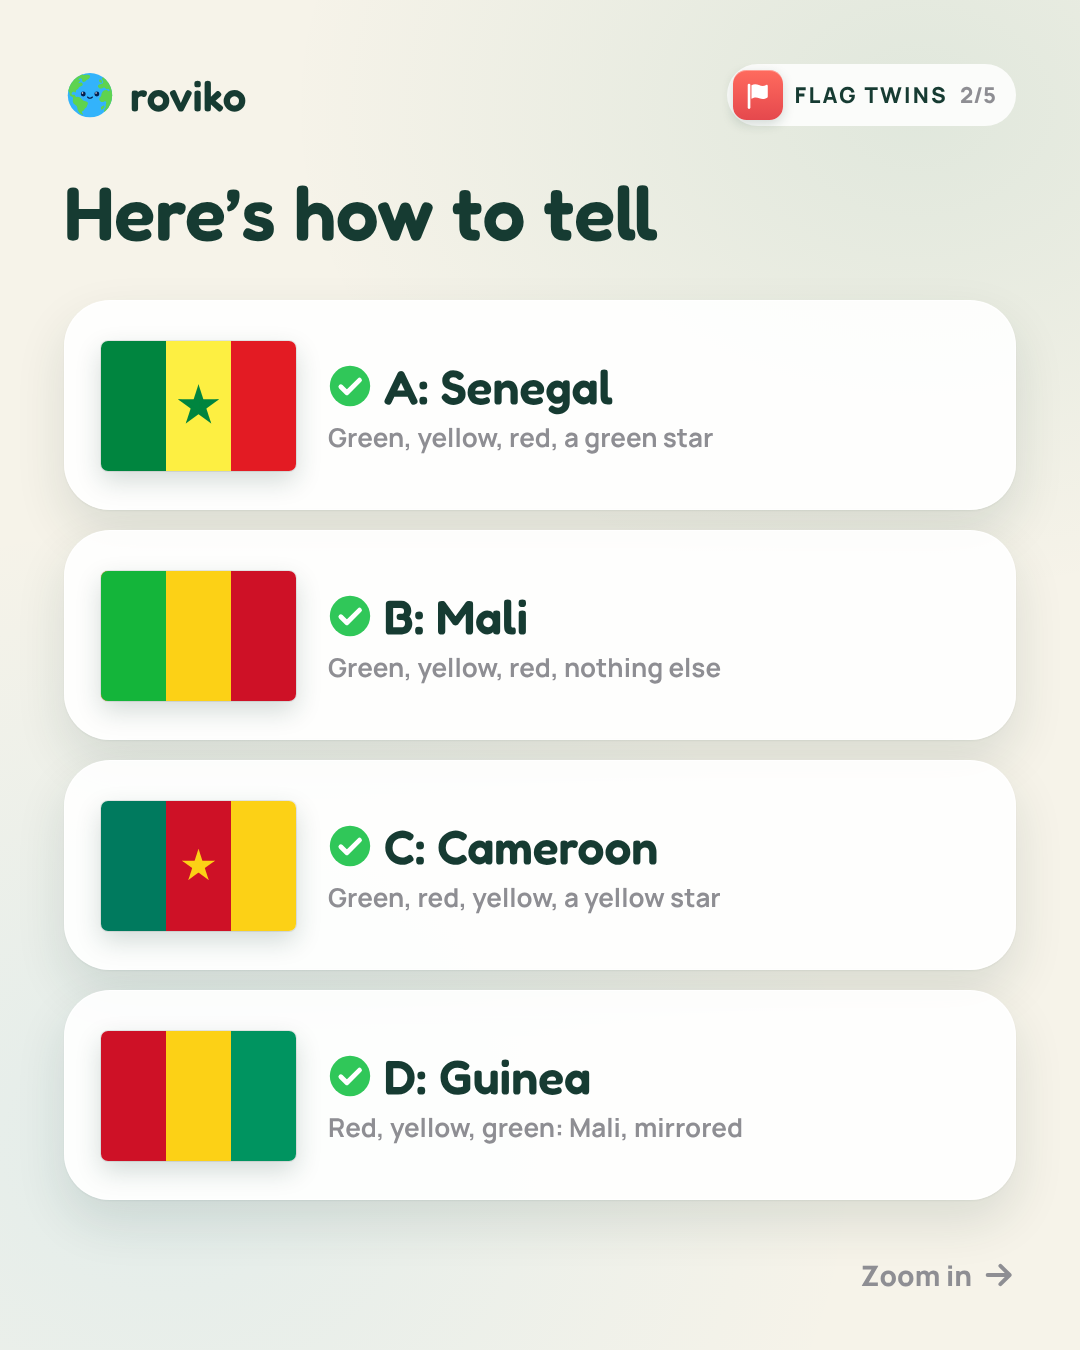 roviko
FLAG TWINS 2/5
Here's how to tell
A: Senegal
Green, yellow, red, a green star
B: Mali
Green, yellow, red, nothing else
C: Cameroon
Green, red, yellow, a yellow star
D: Guinea
Red, yellow, green: Mali, mirrored
Zoom in →